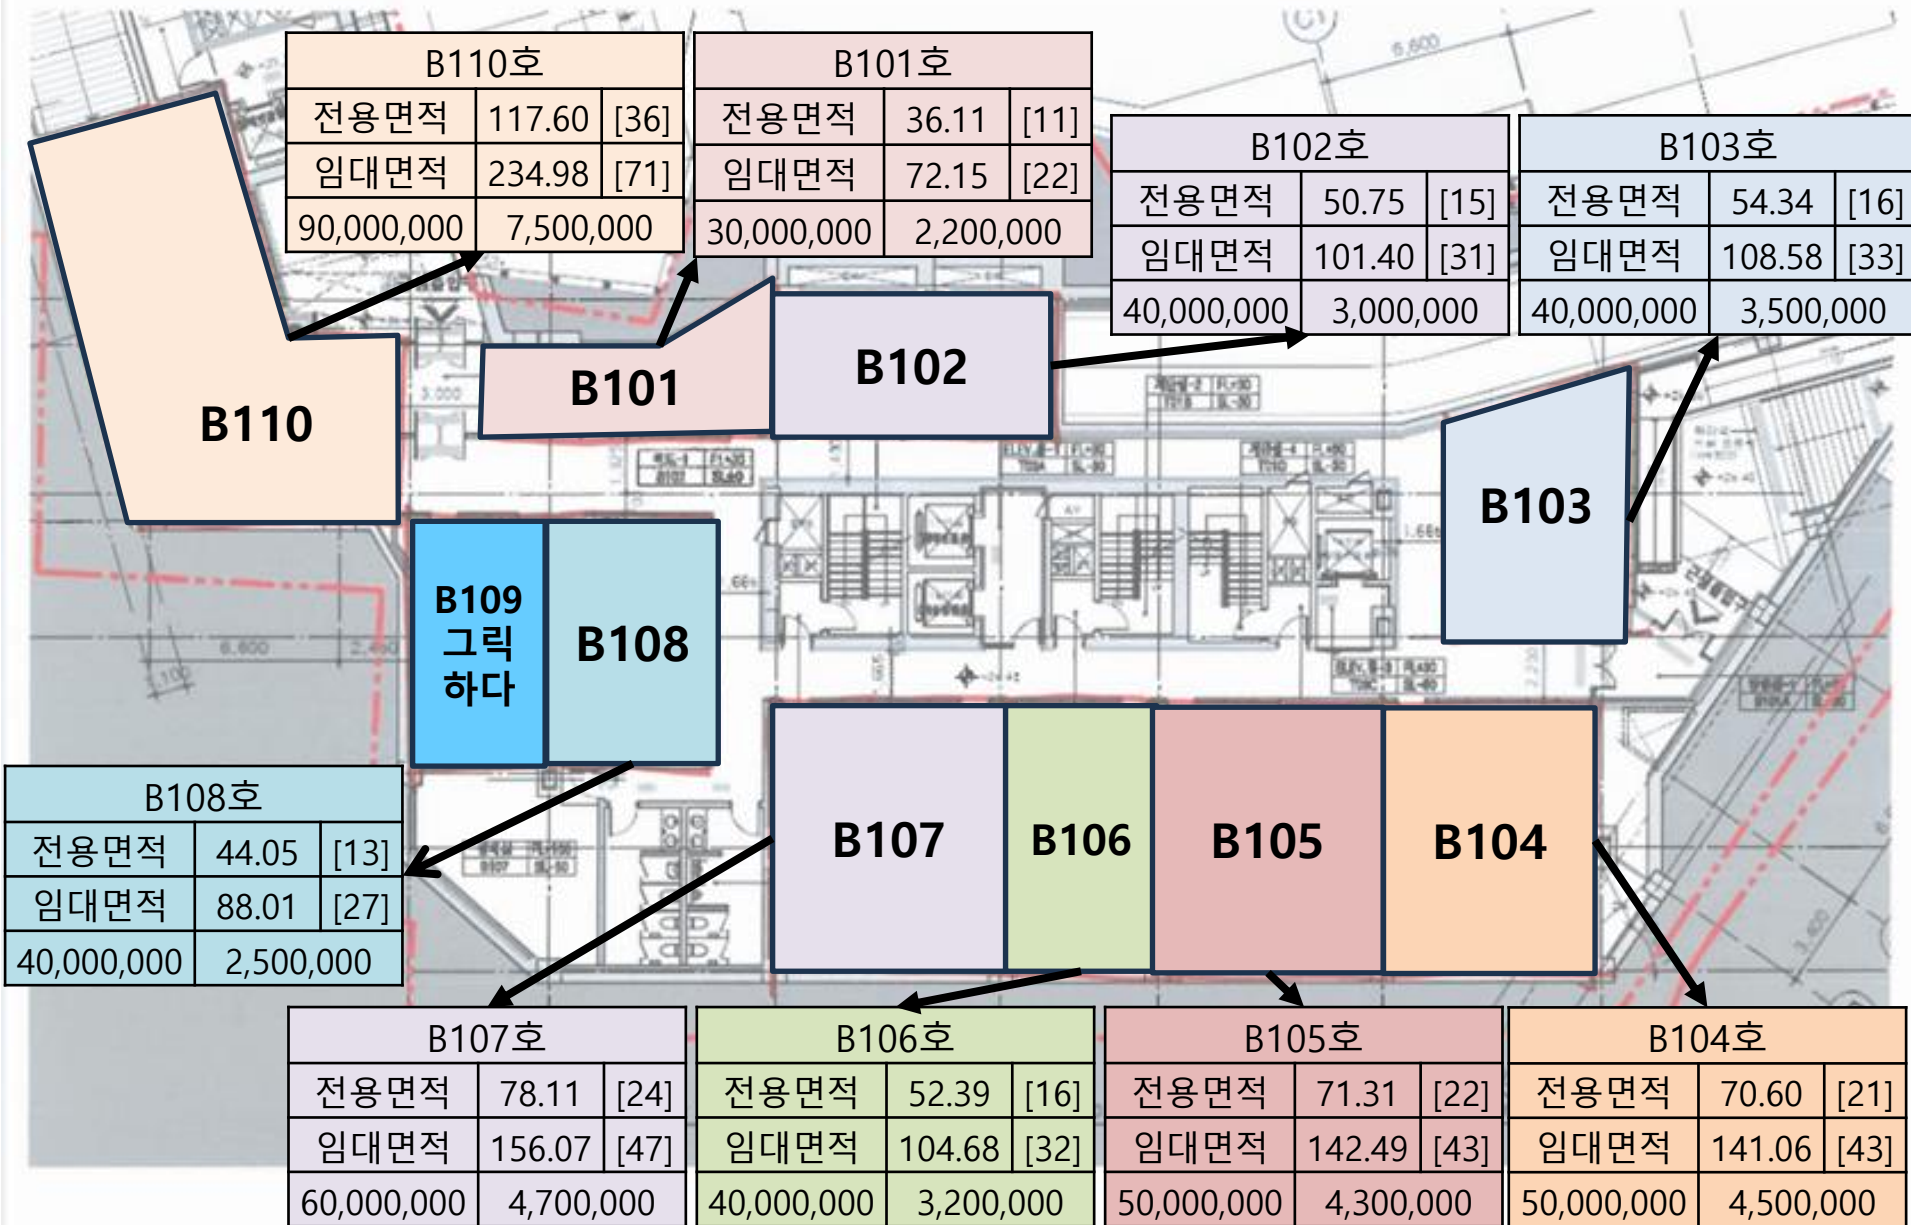 C1
6,600
B110호
전용면적 117.60 [36]
임대면적 234.98 [71]
90,000,000 7,500,000
B101호
전용면적 36.11 [11]
임대면적 72.15 [22]
30,000,000 2,200,000
B102호
전용면적 50.75 [15]
임대면적 101.40 [31]
40,000,000 3,000,000
B103호
전용면적 54.34 [16]
임대면적 108.58 [33]
40,000,000 3,500,000
B110
B101
B102
B103
3,000
B109
그릭
하다
B108
6,600
B107
B106
B105
B104
B108호
전용면적 44.05 [13]
임대면적 88.01 [27]
40,000,000 2,500,000
B107호
전용면적 78.11 [24]
임대면적 156.07 [47]
60,000,000 4,700,000
B106호
전용면적 52.39 [16]
임대면적 104.68 [32]
40,000,000 3,200,000
B105호
전용면적 71.31 [22]
임대면적 142.49 [43]
50,000,000 4,300,000
B104호
전용면적 70.60 [21]
임대면적 141.06 [43]
50,000,000 4,500,000